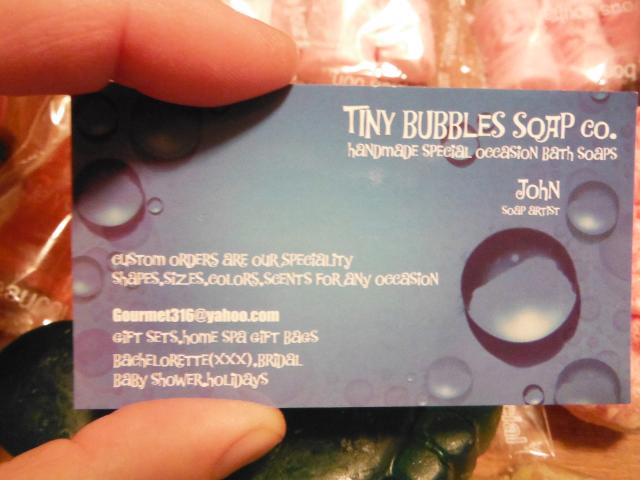 TINY BUBBLES SOAP CO.
HANDMADE SPECIAL OCCASION BATH SOAPS
JOHN
SOAP ARTIST
CUSTOM ORDERS ARE OUR SPECIALITY
SHAPES,SIZES,COLORS,SCENTS FOR ANY OCCASION
Gourmet316@yahoo.com
GIFT SETS,HOME SPA GIFT BAGS
BACHELORETTE(XXX),BRIDAL
BABY SHOWER,HOLIDAYS